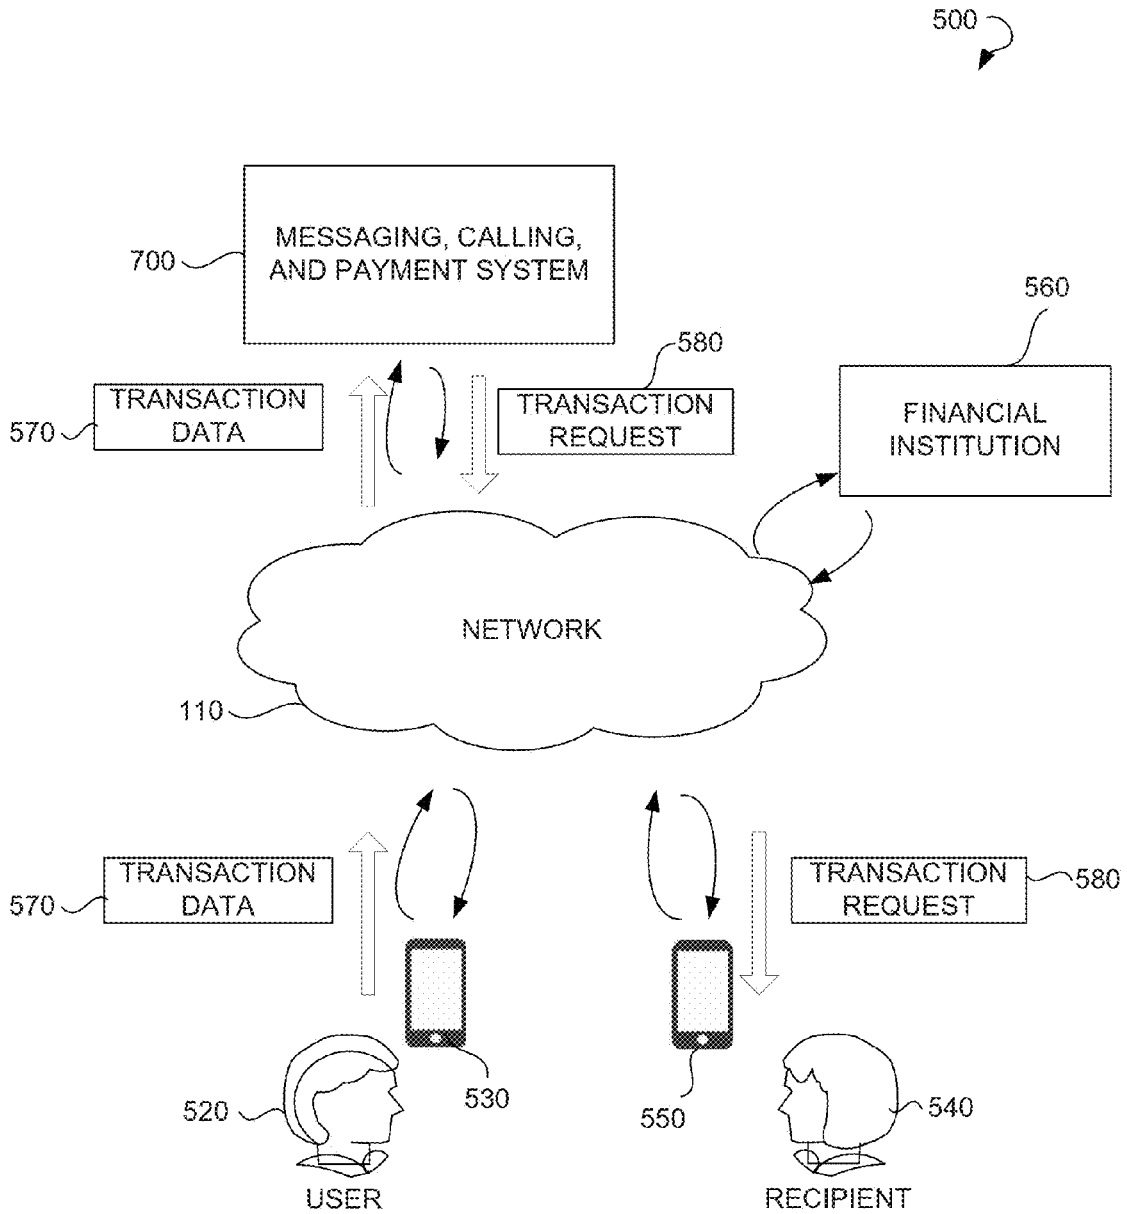 500
MESSAGING, CALLING,
AND PAYMENT SYSTEM
700
560
580
TRANSACTION
DATA
570
TRANSACTION
REQUEST
FINANCIAL
INSTITUTION
NETWORK
110
TRANSACTION
DATA
570
TRANSACTION
REQUEST
580
530
550
520
540
USER
RECIPIENT